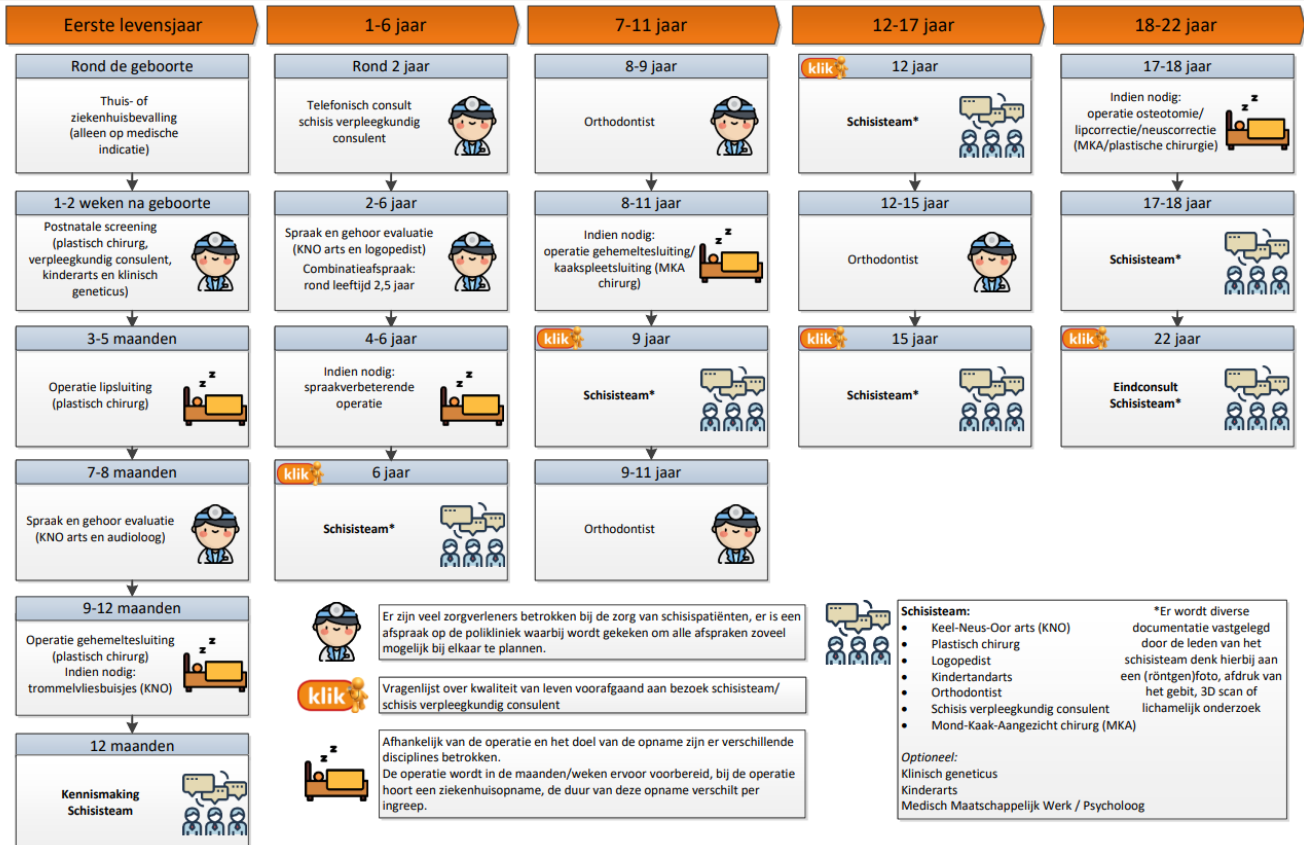 Eerste levensjaar
1-6 jaar
7-11 jaar
12-17 jaar
18-22 jaar
Rond de geboorte
Thuis- of
ziekenhuisbevalling
(alleen op medische
indicatie)
1-2 weken na geboorte
Postnatale screening
(plastisch chirurg,
verpleegkundig consulent,
kinderarts en klinisch
geneticus)
3-5 maanden
Operatie lipsluiting
(plastisch chirurg)
z z
7-8 maanden
Spraak en gehoor evaluatie
(KNO arts en audioloog)
9-12 maanden
Operatie gehemeltesluiting
(plastisch chirurg)
Indien nodig:
trommelvliesbuisjes (KNO)
z z
12 maanden
Kennismaking
Schisisteam
Rond 2 jaar
Telefonisch consult
schisis verpleegkundig
consulent
2-6 jaar
Spraak en gehoor evaluatie
(KNO arts en logopedist)
Combinatieafspraak:
rond leeftijd 2,5 jaar
4-6 jaar
Indien nodig:
spraakverbeterende
operatie
z z
klik
6 jaar
Schisisteam*
8-9 jaar
Orthodontist
8-11 jaar
Indien nodig:
operatie gehemeltesluiting/
kaakspleetsluiting (MKA
chirurg)
z z
klik
9 jaar
Schisisteam*
9-11 jaar
Orthodontist
klik
12 jaar
Schisisteam*
12-15 jaar
Orthodontist
klik
15 jaar
Schisisteam*
17-18 jaar
Indien nodig:
operatie osteotomie/
lipcorrectie/neuscorrectie
(MKA/plastische chirurgie)
z z
17-18 jaar
Schisisteam*
klik
22 jaar
Eindconsult
Schisisteam*
Er zijn veel zorgverleners betrokken bij de zorg van schisispatiënten, er is een
afspraak op de polikliniek waarbij wordt gekeken om alle afspraken zoveel
mogelijk bij elkaar te plannen.
klik
Vragenlijst over kwaliteit van leven voorafgaand aan bezoek schisisteam/
schisis verpleegkundig consulent
z z
Afhankelijk van de operatie en het doel van de opname zijn er verschillende
disciplines betrokken.
De operatie wordt in de maanden/weken ervoor voorbereid, bij de operatie
hoort een ziekenhuisopname, de duur van deze opname verschilt per
ingreep.
Schisisteam:
• Keel-Neus-Oor arts (KNO)
• Plastisch chirurg
• Logopedist
• Kindertandarts
• Orthodontist
• Schisis verpleegkundig consulent
• Mond-Kaak-Aangezicht chirurg (MKA)
Optioneel:
Klinisch geneticus
Kinderarts
Medisch Maatschappelijk Werk / Psycholoog
*Er wordt diverse
documentatie vastgelegd
door de leden van het
schisisteam denk hierbij aan
een (röntgen)foto, afdruk van
het gebit, 3D scan of
lichamelijk onderzoek